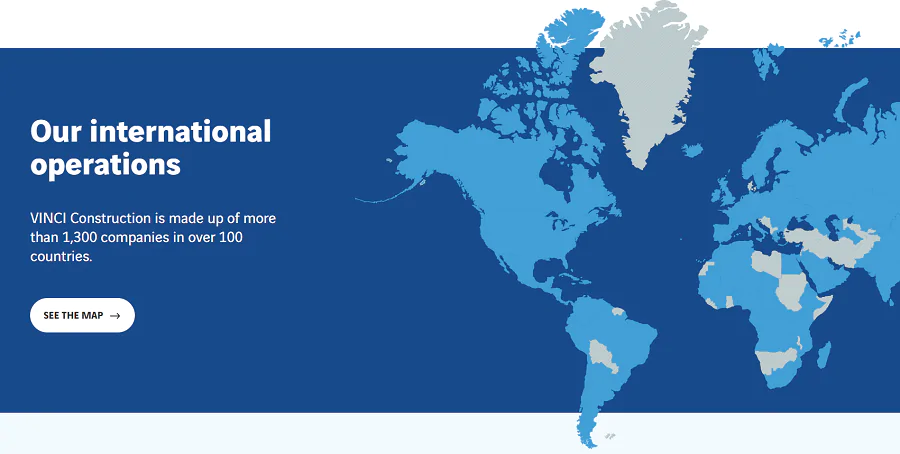 Our international
operations
VINCI Construction is made up of more
than 1,300 companies in over 100
countries.
SEE THE MAP →